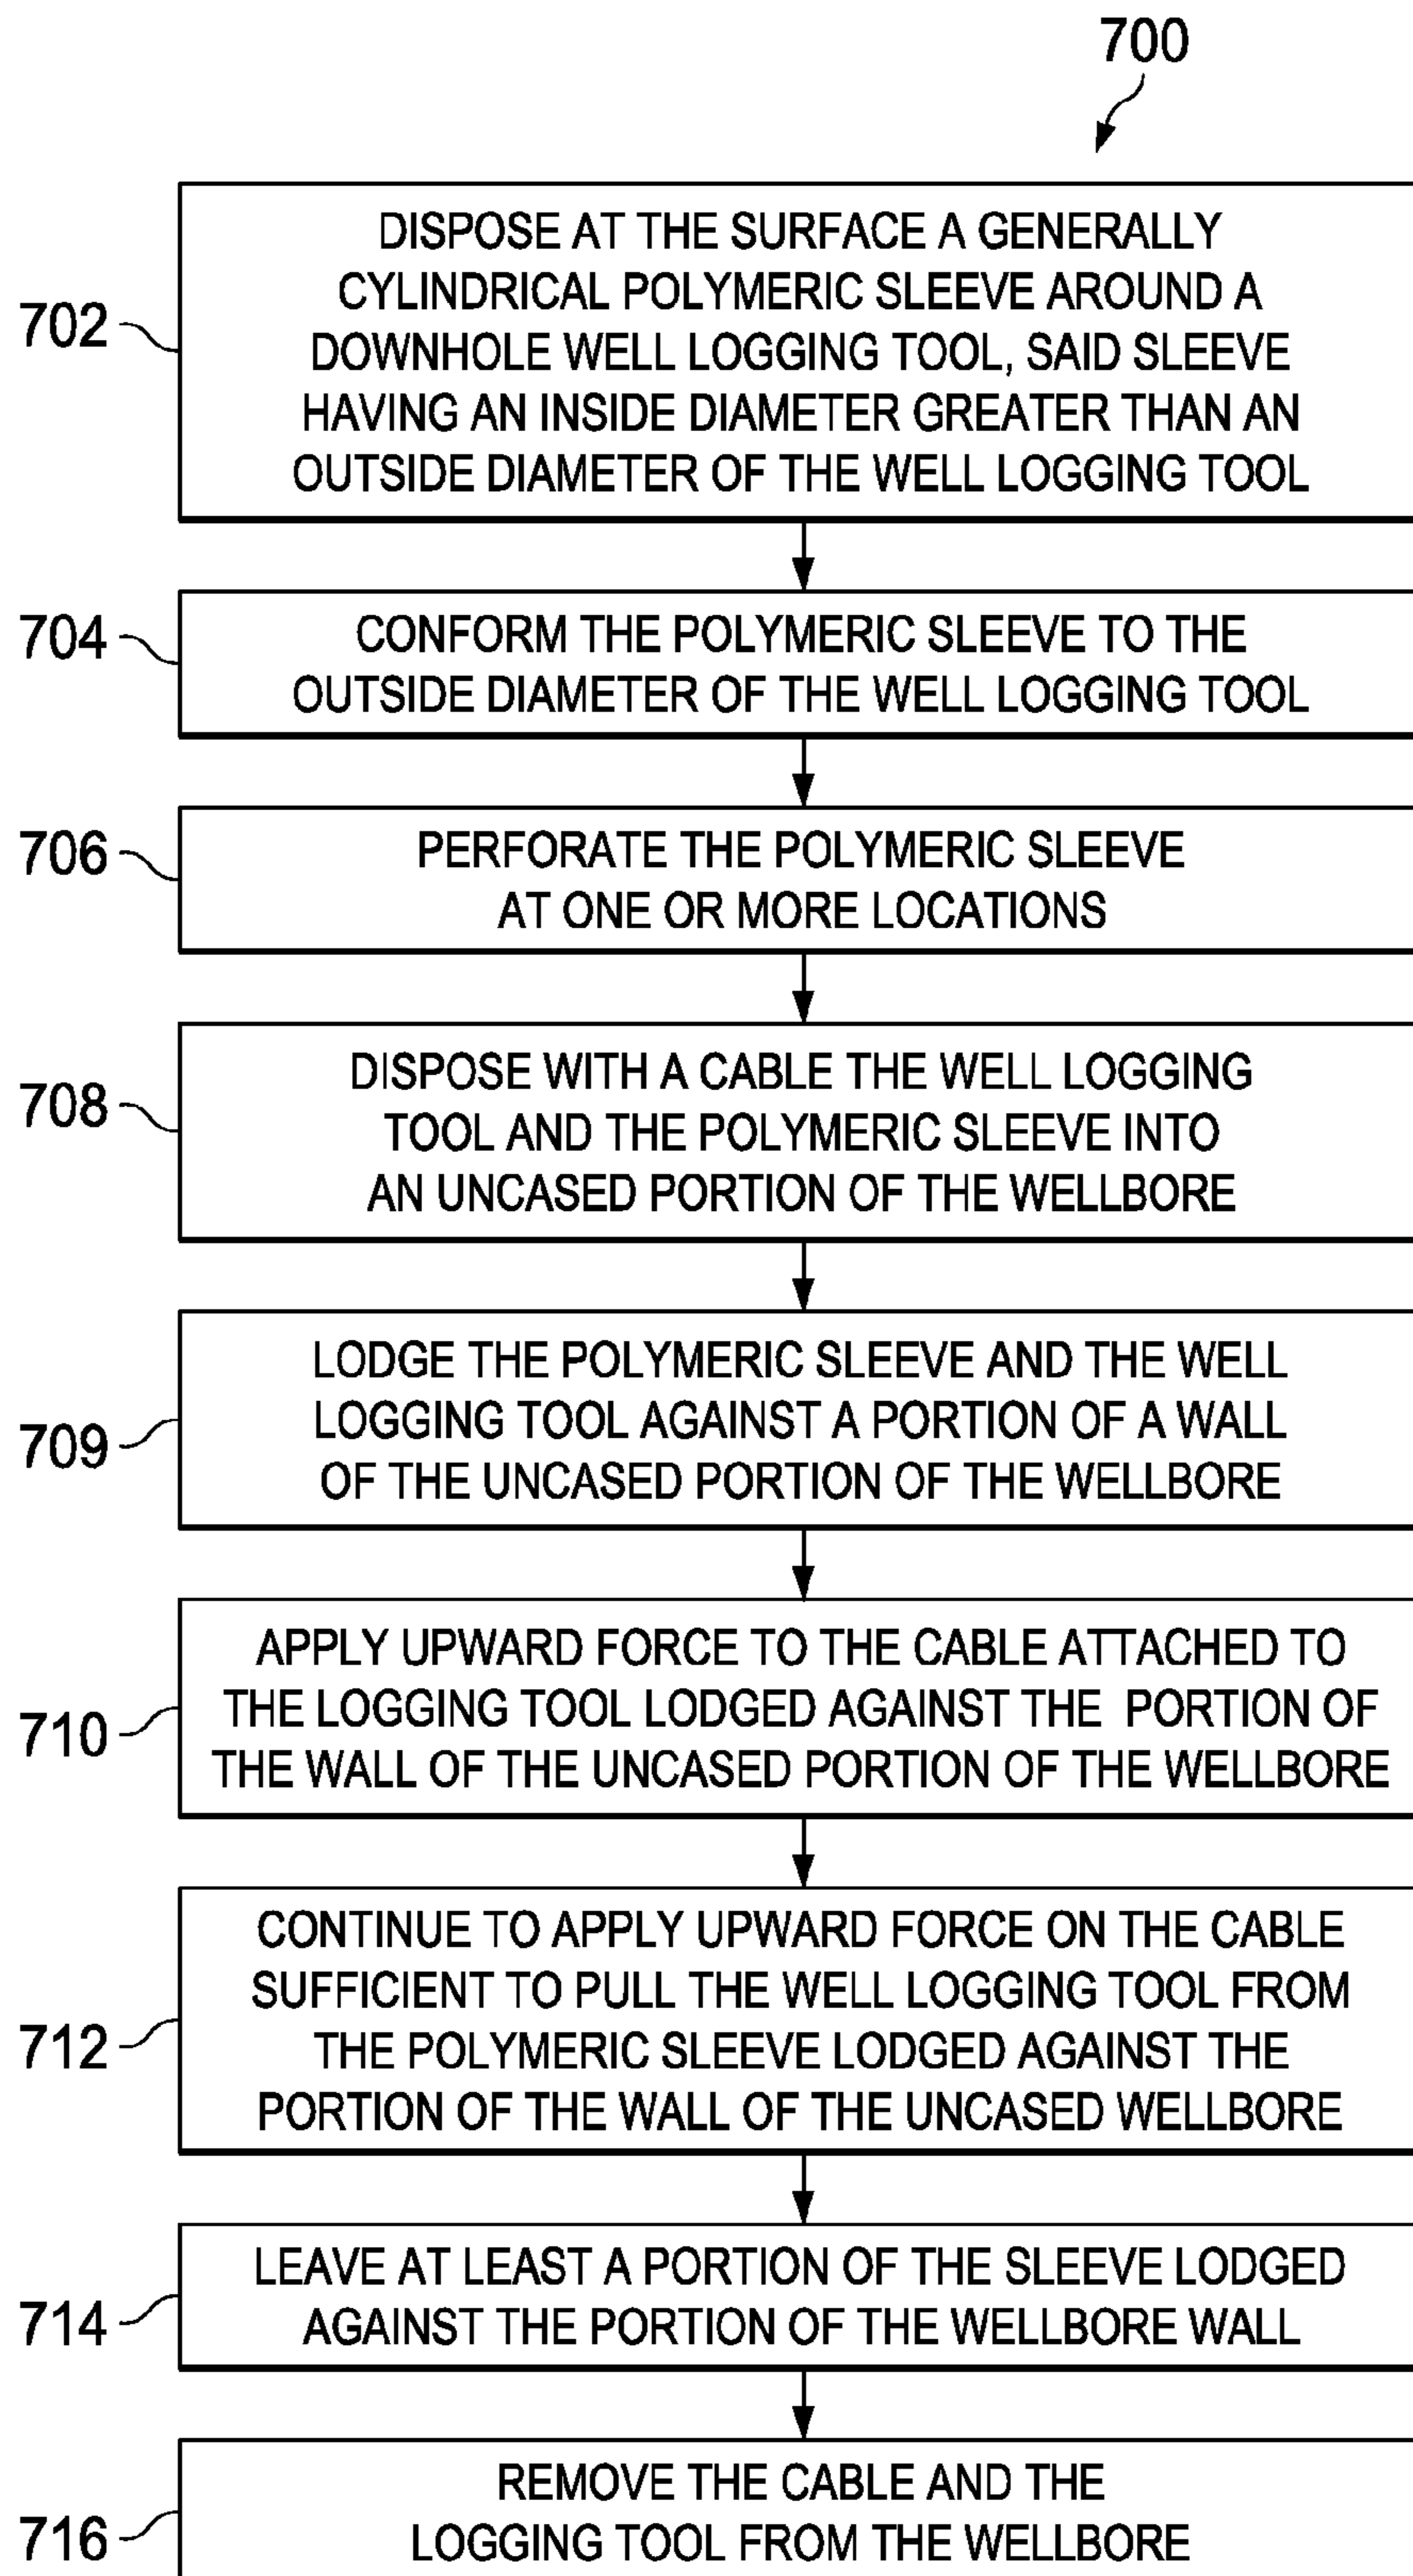 700
702
DISPOSE AT THE SURFACE A GENERALLY
CYLINDRICAL POLYMERIC SLEEVE AROUND A
DOWNHOLE WELL LOGGING TOOL, SAID SLEEVE
HAVING AN INSIDE DIAMETER GREATER THAN AN
OUTSIDE DIAMETER OF THE WELL LOGGING TOOL
704
CONFORM THE POLYMERIC SLEEVE TO THE
OUTSIDE DIAMETER OF THE WELL LOGGING TOOL
706
PERFORATE THE POLYMERIC SLEEVE
AT ONE OR MORE LOCATIONS
708
DISPOSE WITH A CABLE THE WELL LOGGING
TOOL AND THE POLYMERIC SLEEVE INTO
AN UNCASED PORTION OF THE WELLBORE
709
LODGE THE POLYMERIC SLEEVE AND THE WELL
LOGGING TOOL AGAINST A PORTION OF A WALL
OF THE UNCASED PORTION OF THE WELLBORE
710
APPLY UPWARD FORCE TO THE CABLE ATTACHED TO
THE LOGGING TOOL LODGED AGAINST THE PORTION OF
THE WALL OF THE UNCASED PORTION OF THE WELLBORE
712
CONTINUE TO APPLY UPWARD FORCE ON THE CABLE
SUFFICIENT TO PULL THE WELL LOGGING TOOL FROM
THE POLYMERIC SLEEVE LODGED AGAINST THE
PORTION OF THE WALL OF THE UNCASED WELLBORE
714
LEAVE AT LEAST A PORTION OF THE SLEEVE LODGED
AGAINST THE PORTION OF THE WELLBORE WALL
716
REMOVE THE CABLE AND THE
LOGGING TOOL FROM THE WELLBORE